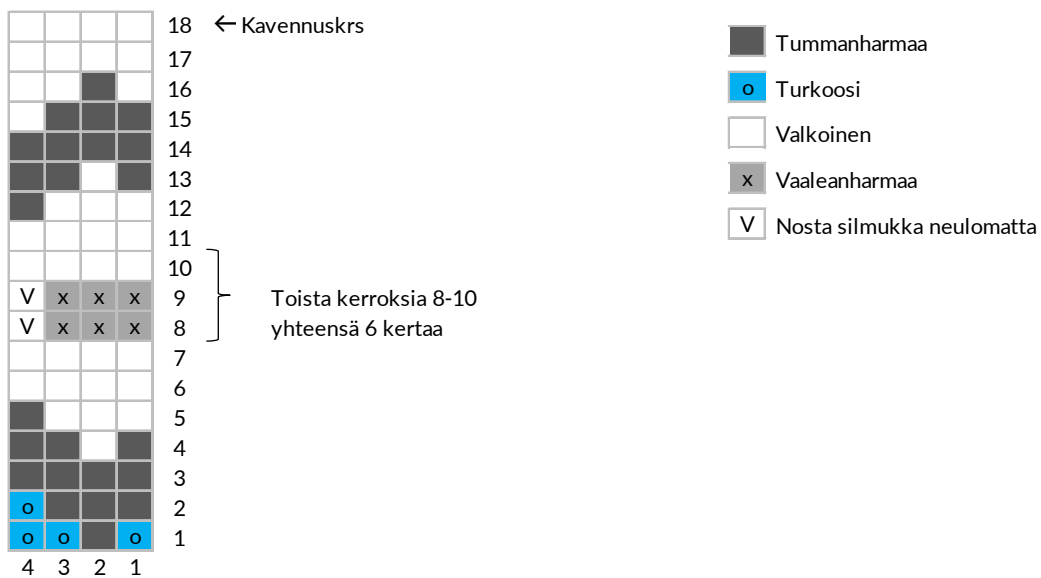 18 ← Kavennuskrs
17
16
15
14
13
12
11
10
V x x x 9
V x x x 8
7
6
5
4
3
o 2
o o o 1
4 3 2 1
Toista kerroksia 8-10
yhteensä 6 kertaa
Tummanharmaa
o Turkoosi
Valkoinen
x Vaaleanharmaa
V Nosta silmukka neulomatta